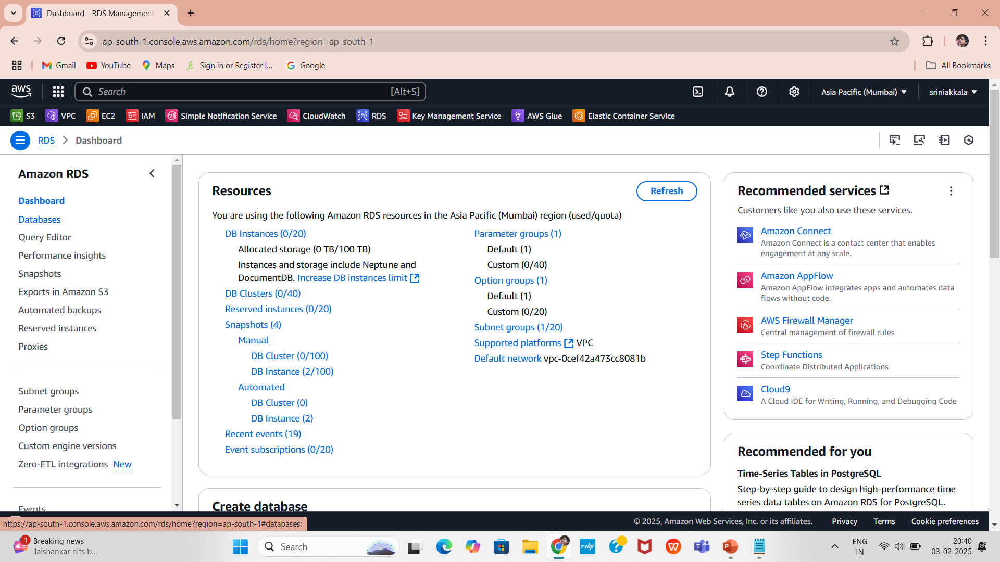 Dashboard - RDS Management
ap-south-1.console.aws.amazon.com/rds/home?region=ap-south-1
Gmail
YouTube
Maps
Sign in or Register |...
Google
All Bookmarks
aws
Search
[Alt+S]
Asia Pacific (Mumbai)
sriniakkala
S3
VPC
EC2
IAM
Simple Notification Service
CloudWatch
RDS
Key Management Service
AWS Glue
Elastic Container Service
RDS
Dashboard
Amazon RDS
Dashboard
Databases
Query Editor
Performance insights
Snapshots
Exports in Amazon S3
Automated backups
Reserved instances
Proxies
Subnet groups
Parameter groups
Option groups
Custom engine versions
Zero-ETL integrations New
Events
Resources
Refresh
You are using the following Amazon RDS resources in the Asia Pacific (Mumbai) region (used/quota)
DB Instances (0/20)
Allocated storage (0 TB/100 TB)
Instances and storage include Neptune and
DocumentDB. Increase DB instances limit
DB Clusters (0/40)
Reserved instances (0/20)
Snapshots (4)
Manual
DB Cluster (0/100)
DB Instance (2/100)
Automated
DB Cluster (0)
DB Instance (2)
Recent events (19)
Event subscriptions (0/20)
Parameter groups (1)
Default (1)
Custom (0/40)
Option groups (1)
Default (1)
Custom (0/20)
Subnet groups (1/20)
Supported platforms VPC
Default network vpc-0cef42a473cc8081b
Create database
Recommended services
Customers like you also use these services.
Amazon Connect
Amazon Connect is a contact center that enables
engagement at any scale.
Amazon AppFlow
Amazon AppFlow integrates apps and automates data
flows without code.
AWS Firewall Manager
Central management of firewall rules
Step Functions
Coordinate Distributed Applications
Cloud9
A Cloud IDE for Writing, Running, and Debugging Code
Recommended for you
Time-Series Tables in PostgreSQL
Step-by-step guide to design high-performance time
series data tables on Amazon RDS for PostgreSQL.
https://ap-south-1.console.aws.amazon.com/rds/home?region=ap-south-1#databases:
© 2025, Amazon Web Services, Inc. or its affiliates.
Privacy
Terms
Cookie preferences
1
Breaking news
Jaishankar hits b...
Search
myhp
ENG
IN
20:40
03-02-2025